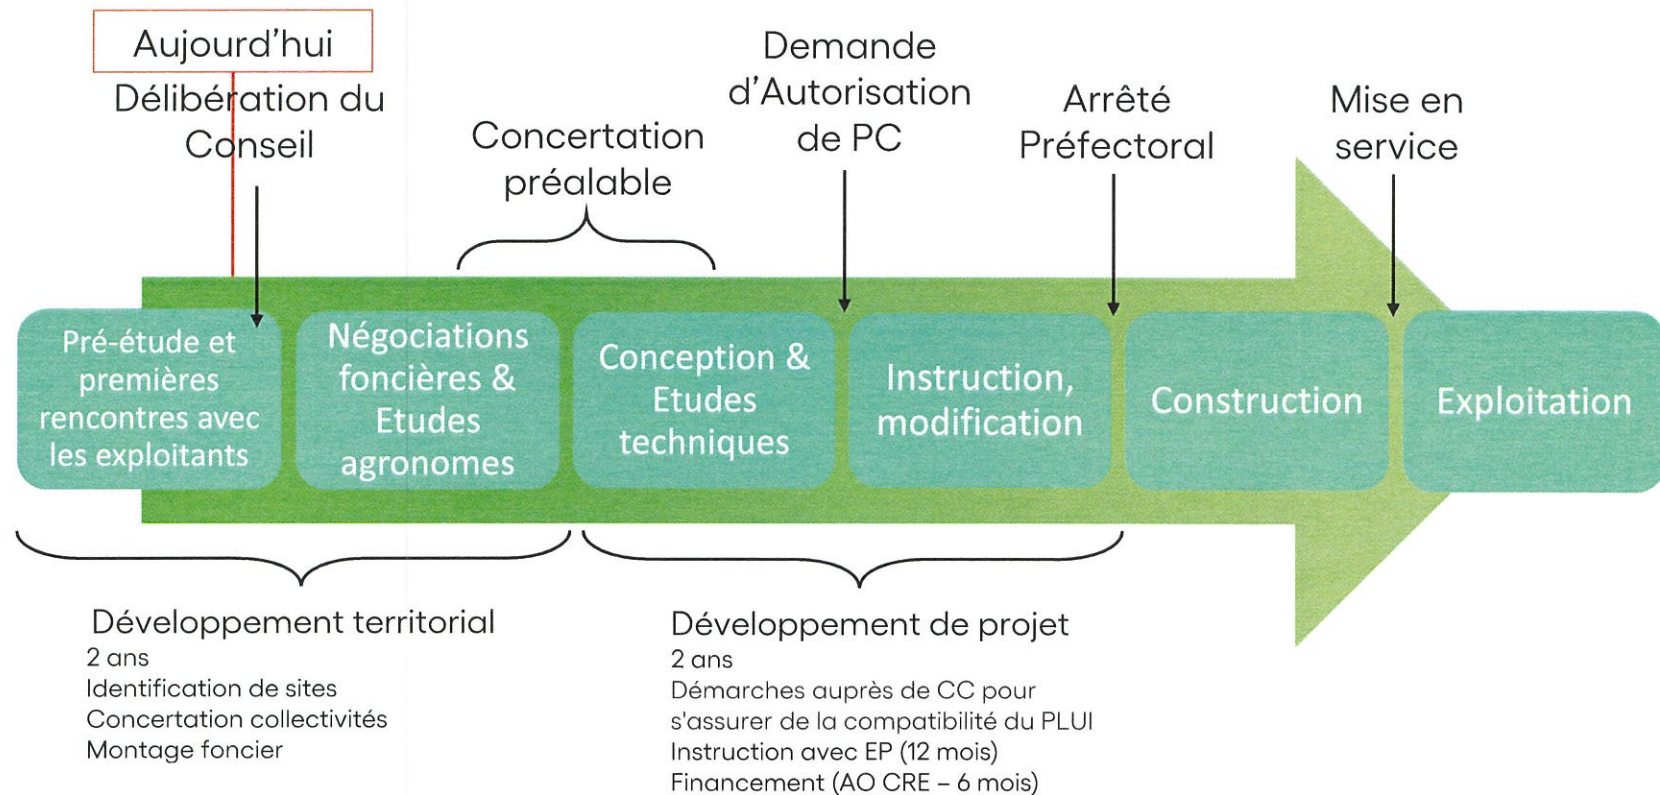 Aujourd'hui
Délibération du
Conseil
Concertation
préalable
Demande
d'Autorisation
de PC
Arrêté
Préfectoral
Mise en
service
Pré-étude et
premières
rencontres avec
les exploitants
Négociations
foncières &
Etudes
agronomes
Conception &
Etudes
techniques
Instruction,
modification
Construction
Exploitation
Développement territorial
2 ans
Identification de sites
Concertation collectivités
Montage foncier
Développement de projet
2 ans
Démarches auprès de CC pour
s'assurer de la compatibilité du PLUI
Instruction avec EP (12 mois)
Financement (AO CRE – 6 mois)